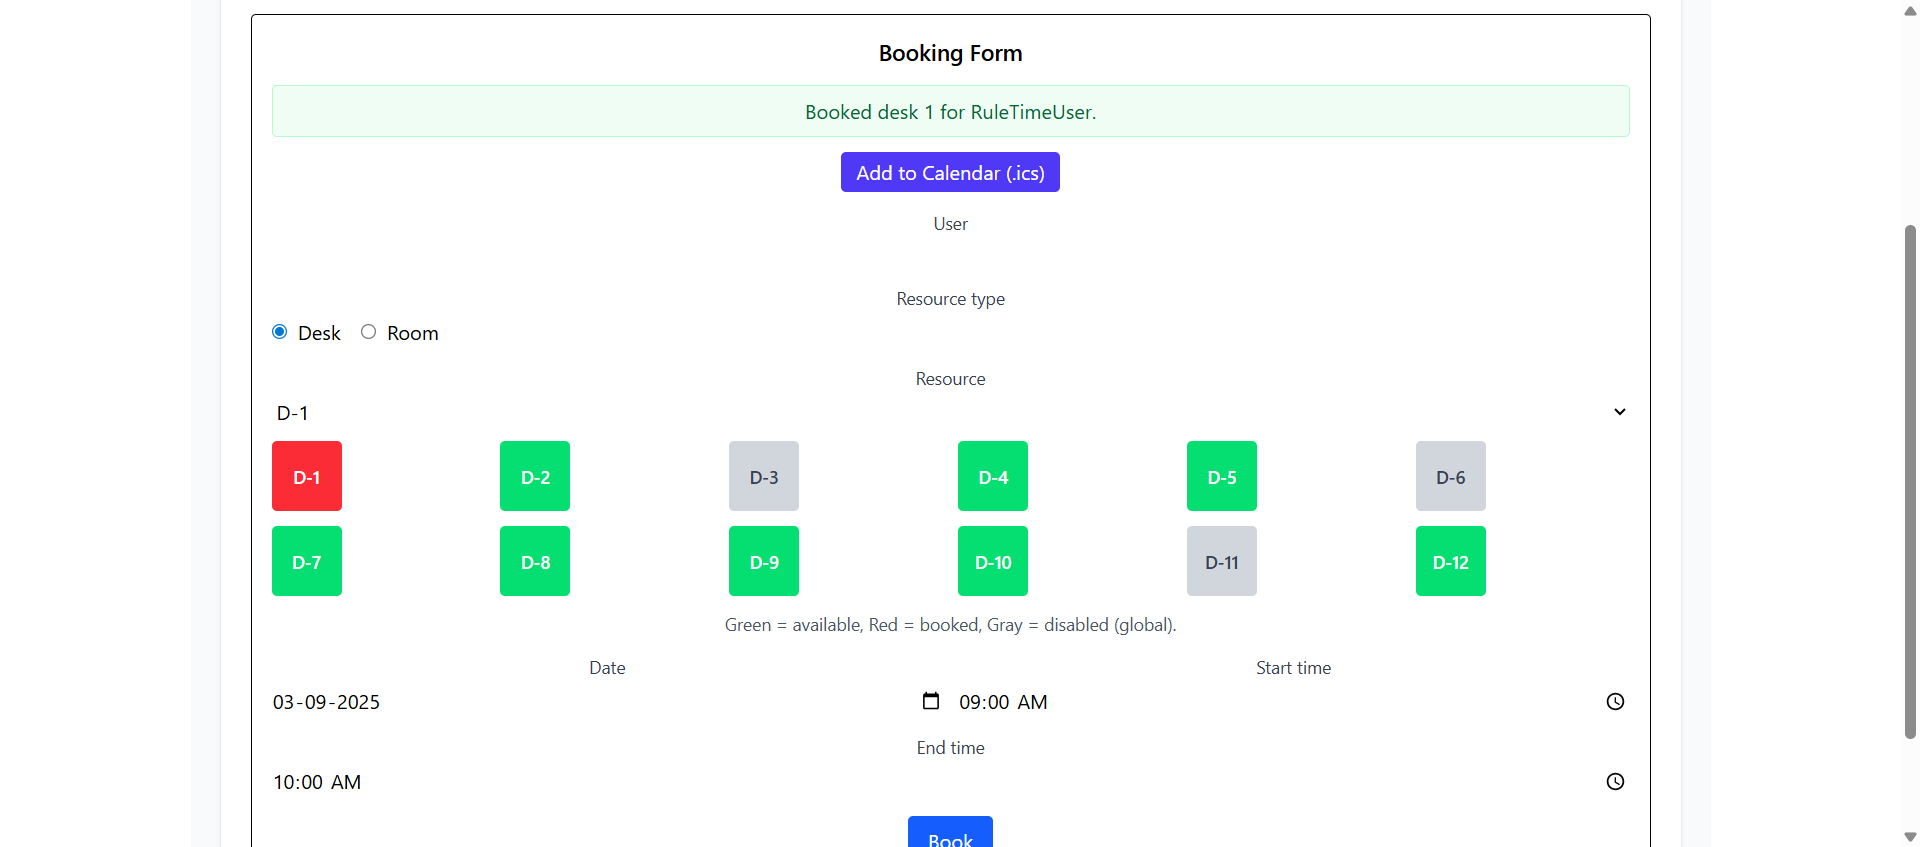 Booking Form
Booked desk 1 for RuleTimeUser.
Add to Calendar (.ics)
User
Resource type
Desk Room
Resource
D-1
D-1 D-2 D-3 D-4 D-5 D-6
D-7 D-8 D-9 D-10 D-11 D-12
Green = available, Red = booked, Gray = disabled (global).
Date Start time
03-09-2025 09:00 AM
End time
10:00 AM
Book